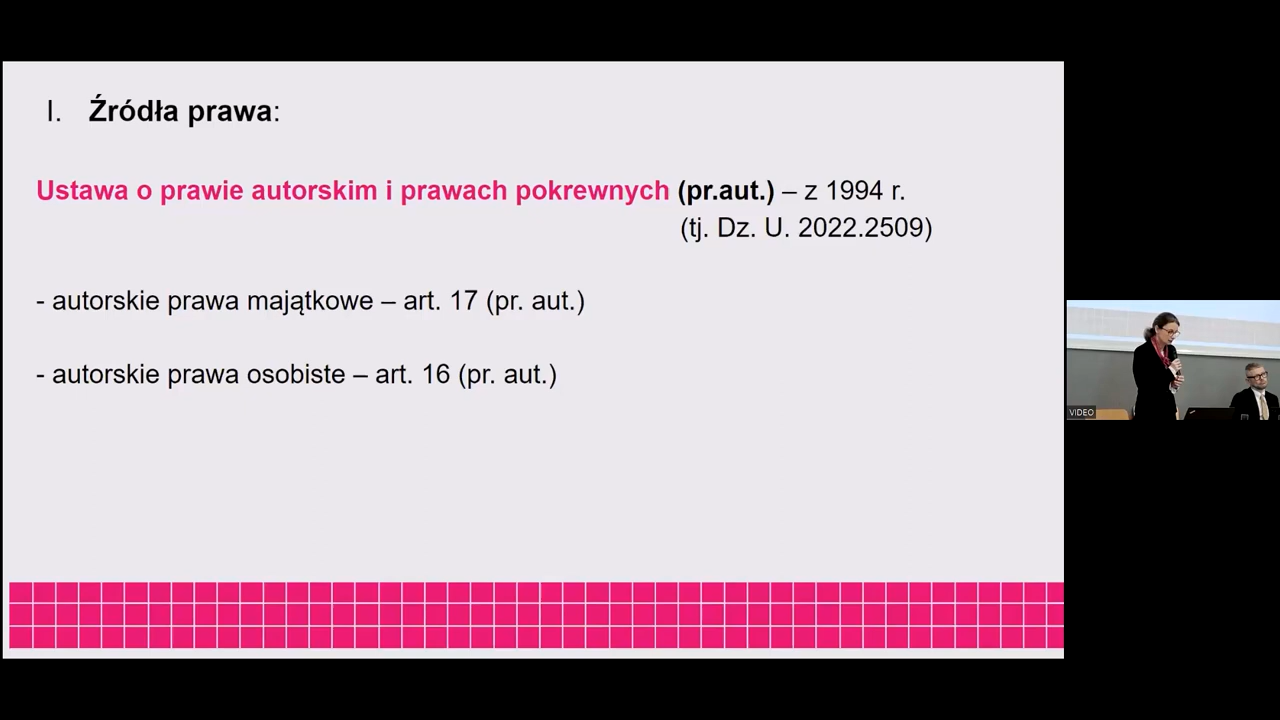 I. Źródła prawa:
Ustawa o prawie autorskim i prawach pokrewnych (pr.aut.) – z 1994 r.
(tj. Dz. U. 2022.2509)
- autorskie prawa majątkowe – art. 17 (pr. aut.)
- autorskie prawa osobiste – art. 16 (pr. aut.)
VIDEO